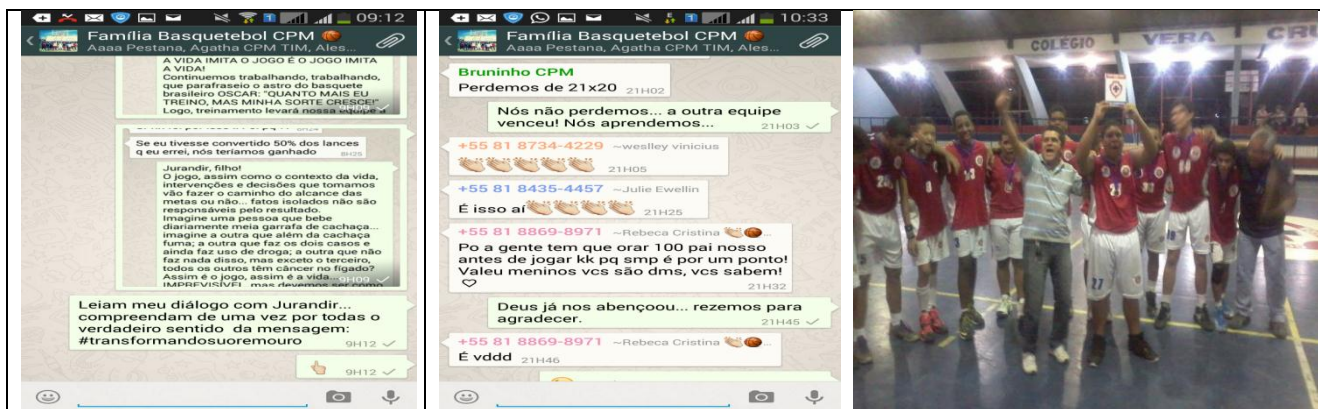 09:12
Família Basquetebol CPM
Aaaa Pestana, Agatha CPM TIM, Ales...
A VIDA IMITA O JOGO É O JOGO IMITA
A VIDA!
Continuemos trabalhando, trabalhando,
que parafraseio o astro do basquete
brasileiro OSCAR: "QUANTO MAIS EU
TREINO, MAS MINHA SORTE CRESCE!"
Logo, treinamento levará nossa equipe a
Se eu tivesse convertido 50% dos lances
q eu errei, nós teríamos ganhado 8H25
Jurandir, filho!
O jogo, assim como o contexto da vida,
intervenções e decisões que tomamos
vão fazer o caminho do alcance das
metas ou não... fatos isolados não são
responsáveis pelo resultado.
Imagine uma pessoa que bebe
diariamente meia garrafa de cachaça...
imagine a outra que além da cachaça
fuma; a outra que faz os dois casos e
ainda faz uso de droga; a outra que não
faz nada disso, mas exceto o terceiro,
todos os outros têm câncer no fígado?
Assim é o jogo, assim é a vida... 9H09
IMPREVISÍVEL, mas devemos ser como
Leiam meu diálogo com Jurandir...
compreendam de uma vez por todas o
verdadeiro sentido da mensagem:
#transformandosuoremouro 9H12
9H12
10:33
Família Basquetebol CPM
Aaaa Pestana, Agatha CPM TIM, Ales...
Bruninho CPM
Perdemos de 21x20 21H02
Nós não perdemos... a outra equipe
venceu! Nós aprendemos... 21H03
+55 81 8734-4229 ~weslley vinicius
21H05
+55 81 8435-4457 ~Julie Ewellin
É isso aí 21H25
+55 81 8869-8971 ~Rebeca Cristina
Po a gente tem que orar 100 pai nosso
antes de jogar kk pq smp é por um ponto!
Valeu meninos vcs são dms, vcs sabem!
♡ 21H32
Deus já nos abençoou... rezemos para
agradecer. 21H45
+55 81 8869-8971 ~Rebeca Cristina
É vddd 21H46
COLÉGIO VERA CRU
8
21
27